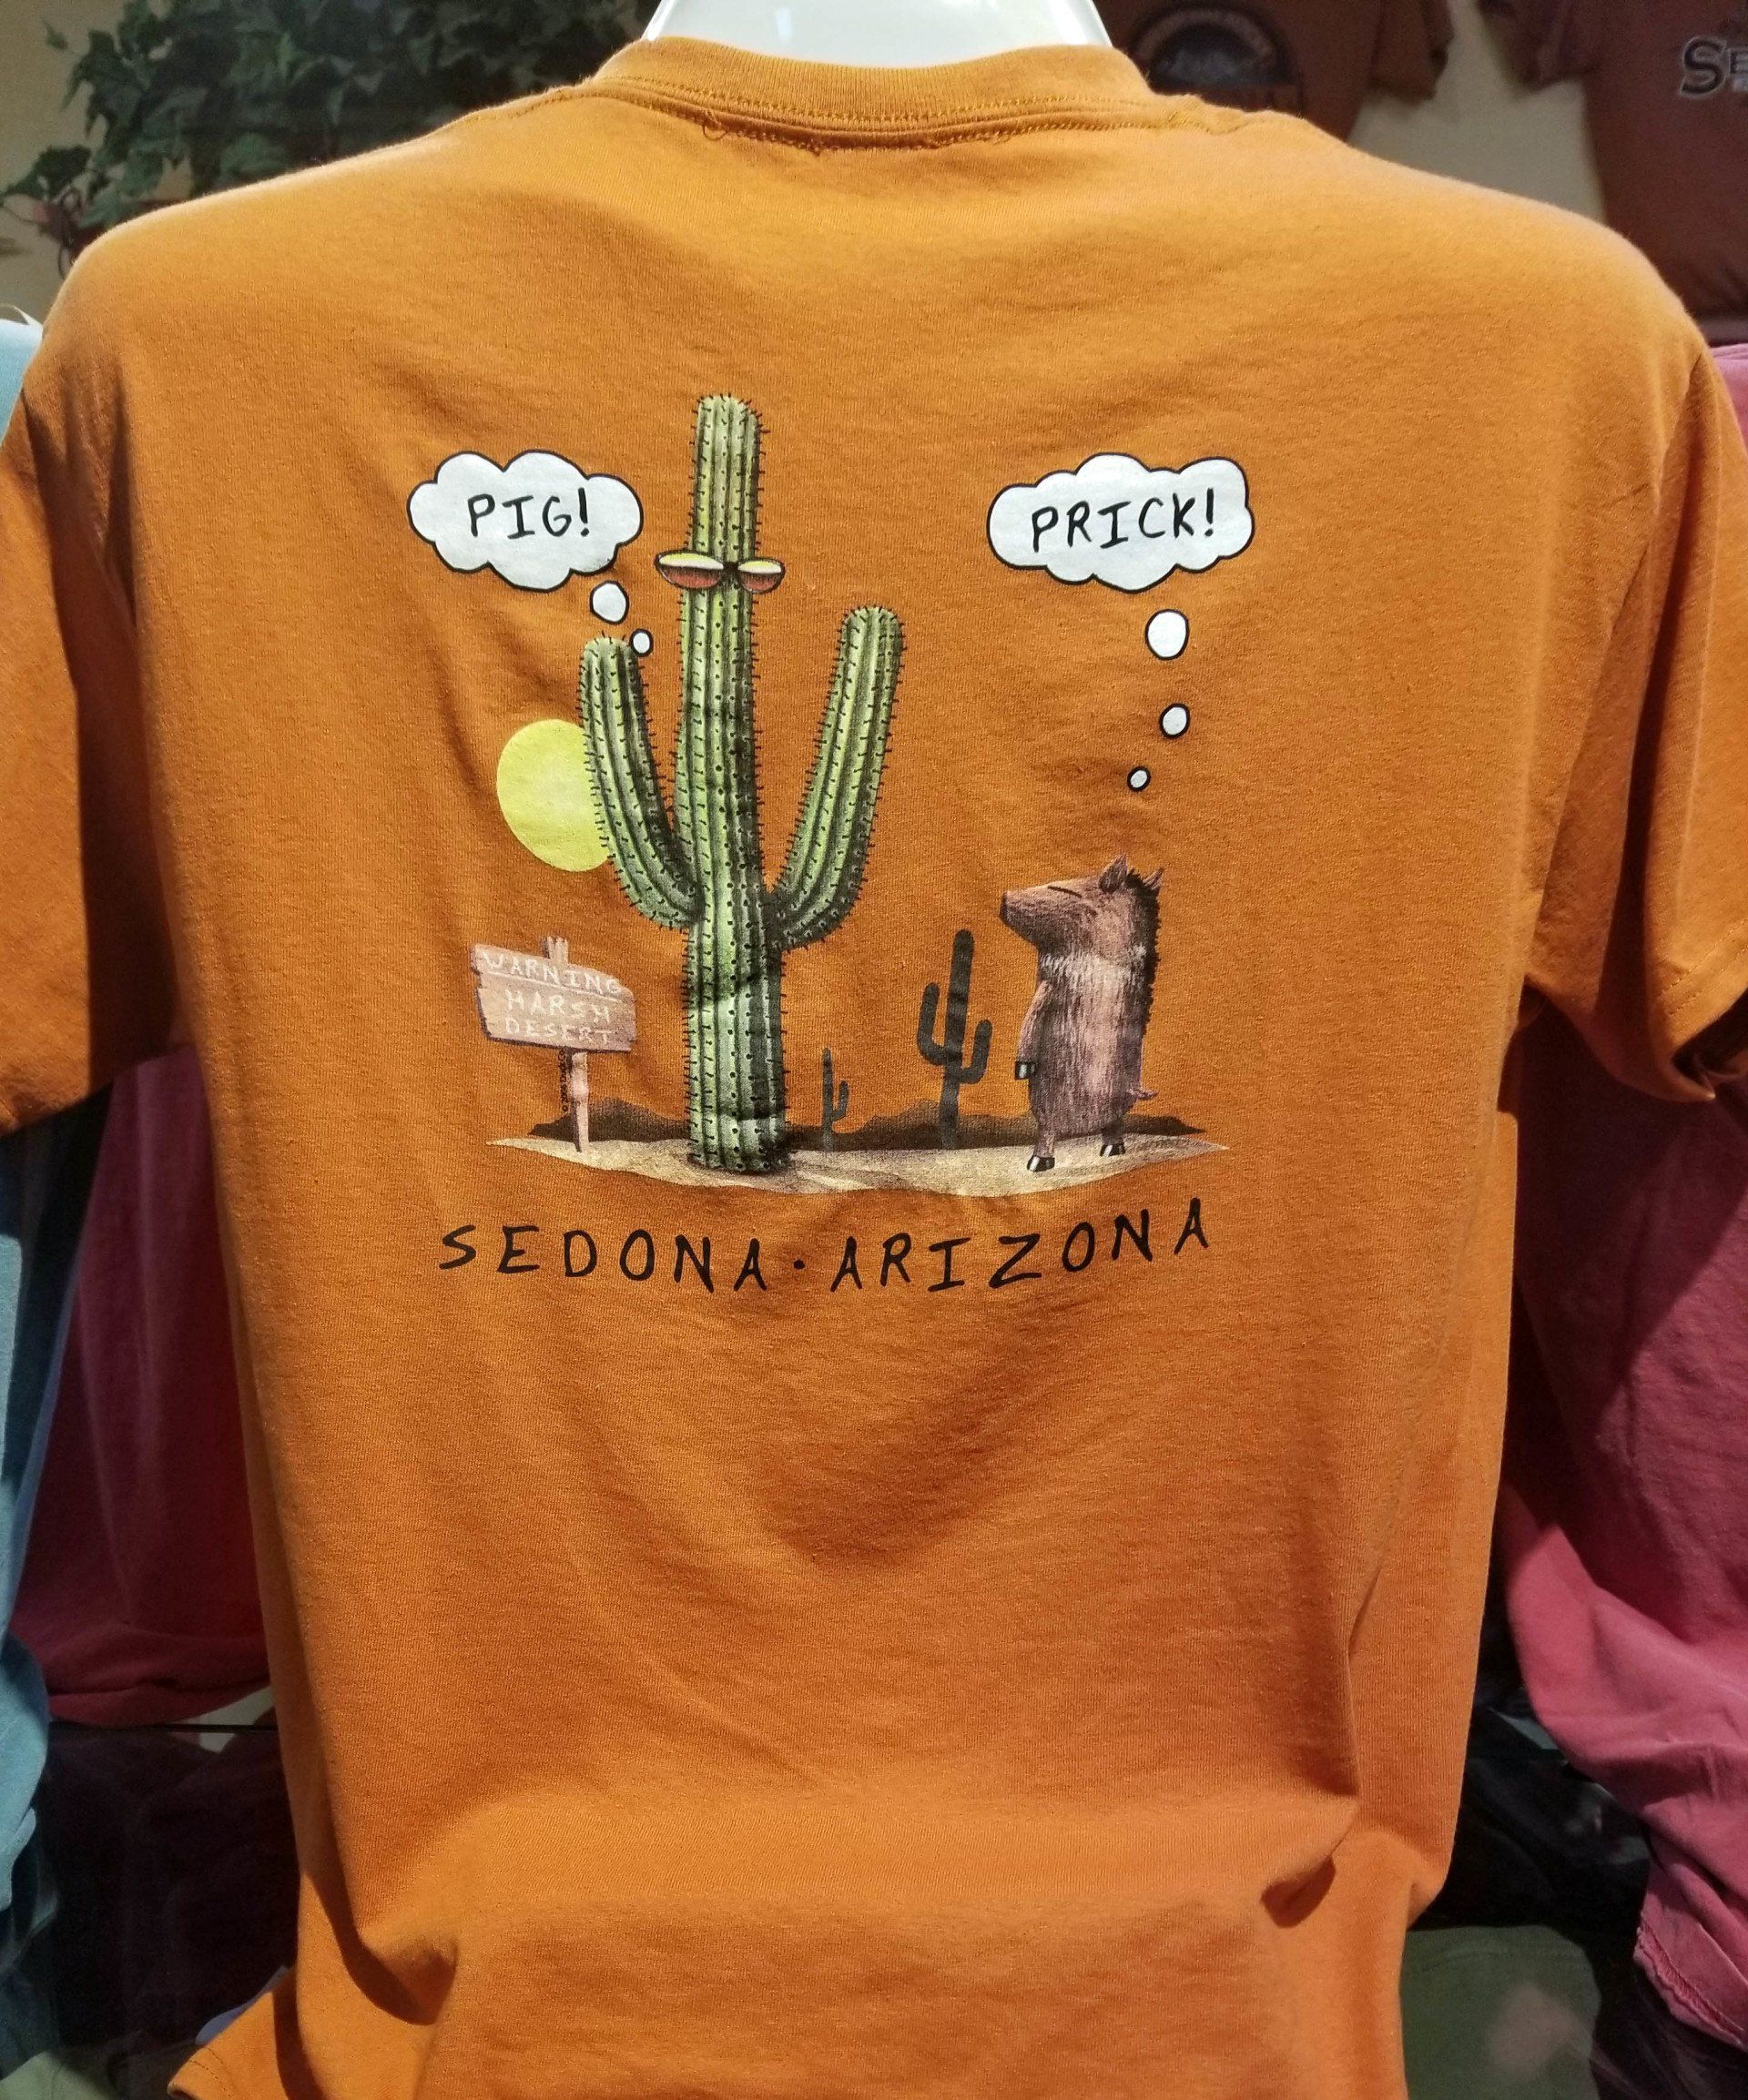 PIG!
PRICK!
WARNING
HARSH
DESERT
SEDONA · ARIZONA